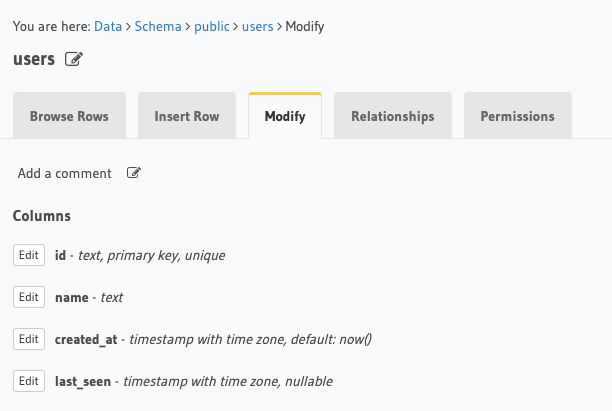 You are here: Data > Schema > public > users > Modify
users
Browse Rows Insert Row Modify Relationships Permissions
Add a comment
Columns
Edit id - text, primary key, unique
Edit name - text
Edit created_at - timestamp with time zone, default: now()
Edit last_seen - timestamp with time zone, nullable